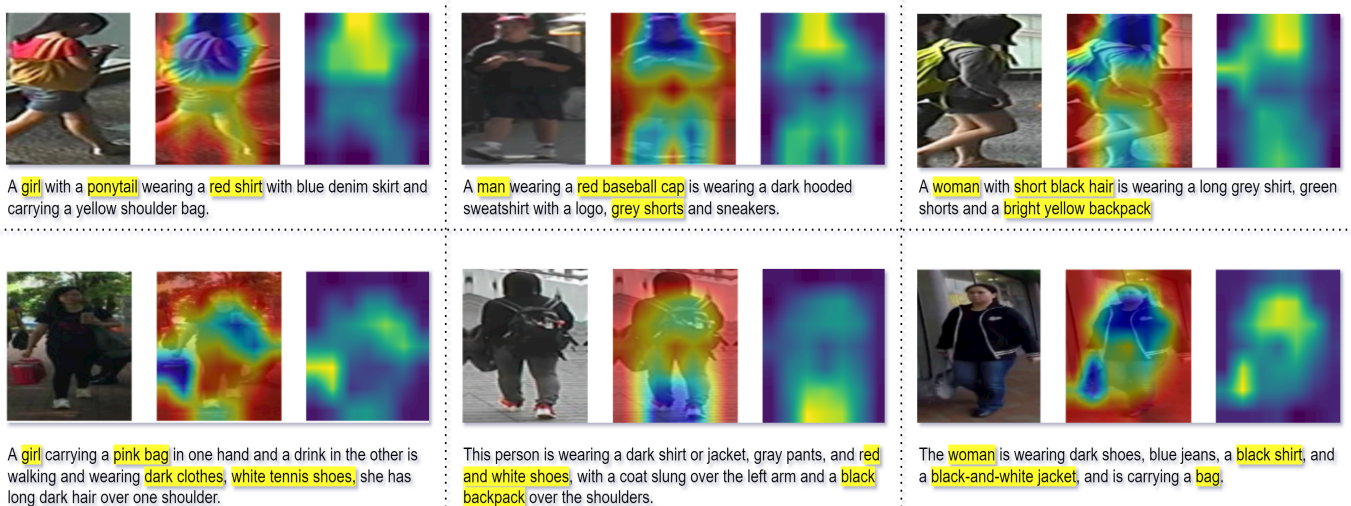 A girl with a ponytail wearing a red shirt with blue denim skirt and
carrying a yellow shoulder bag.
A man wearing a red baseball cap is wearing a dark hooded
sweatshirt with a logo, grey shorts and sneakers.
A woman with short black hair is wearing a long grey shirt, green
shorts and a bright yellow backpack
A girl carrying a pink bag in one hand and a drink in the other is
walking and wearing dark clothes, white tennis shoes, she has
long dark hair over one shoulder.
This person is wearing a dark shirt or jacket, gray pants, and red
and white shoes, with a coat slung over the left arm and a black
backpack over the shoulders.
The woman is wearing dark shoes, blue jeans, a black shirt, and
a black-and-white jacket, and is carrying a bag.